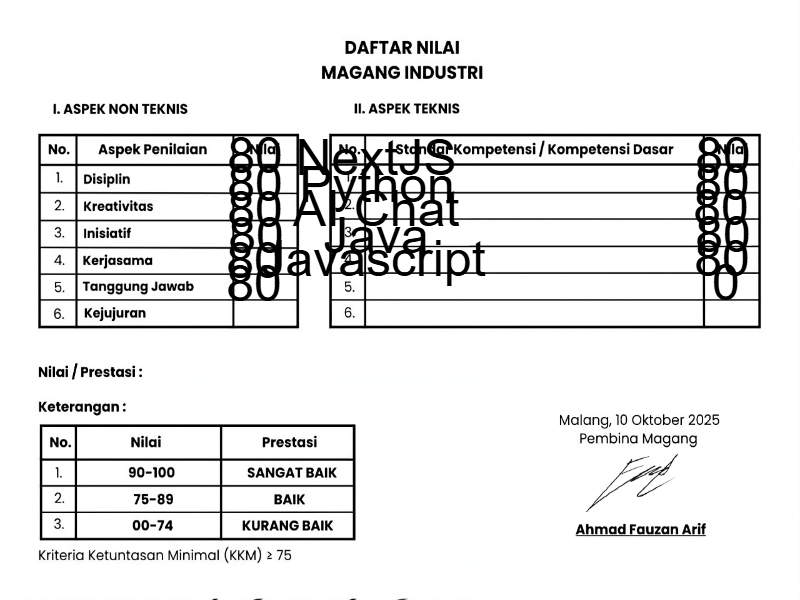 DAFTAR NILAI
MAGANG INDUSTRI
I. ASPEK NON TEKNIS
II. ASPEK TEKNIS
No. Aspek Penilaian Nilai
1. Disiplin 80
2. Kreativitas 80
3. Inisiatif 80
4. Kerjasama 80
5. Tanggung Jawab 80
6. Kejujuran 80
No. Standar Kompetensi / Kompetensi Dasar Nilai
1. NextJS 80
2. Python 80
3. AI Chat 80
4. Java 80
5. Javascript 80
6. 0
Nilai / Prestasi :
Keterangan :
No. Nilai Prestasi
1. 90-100 SANGAT BAIK
2. 75-89 BAIK
3. 00-74 KURANG BAIK
Kriteria Ketuntasan Minimal (KKM) ≥ 75
Malang, 10 Oktober 2025
Pembina Magang
Ahmad Fauzan Arif